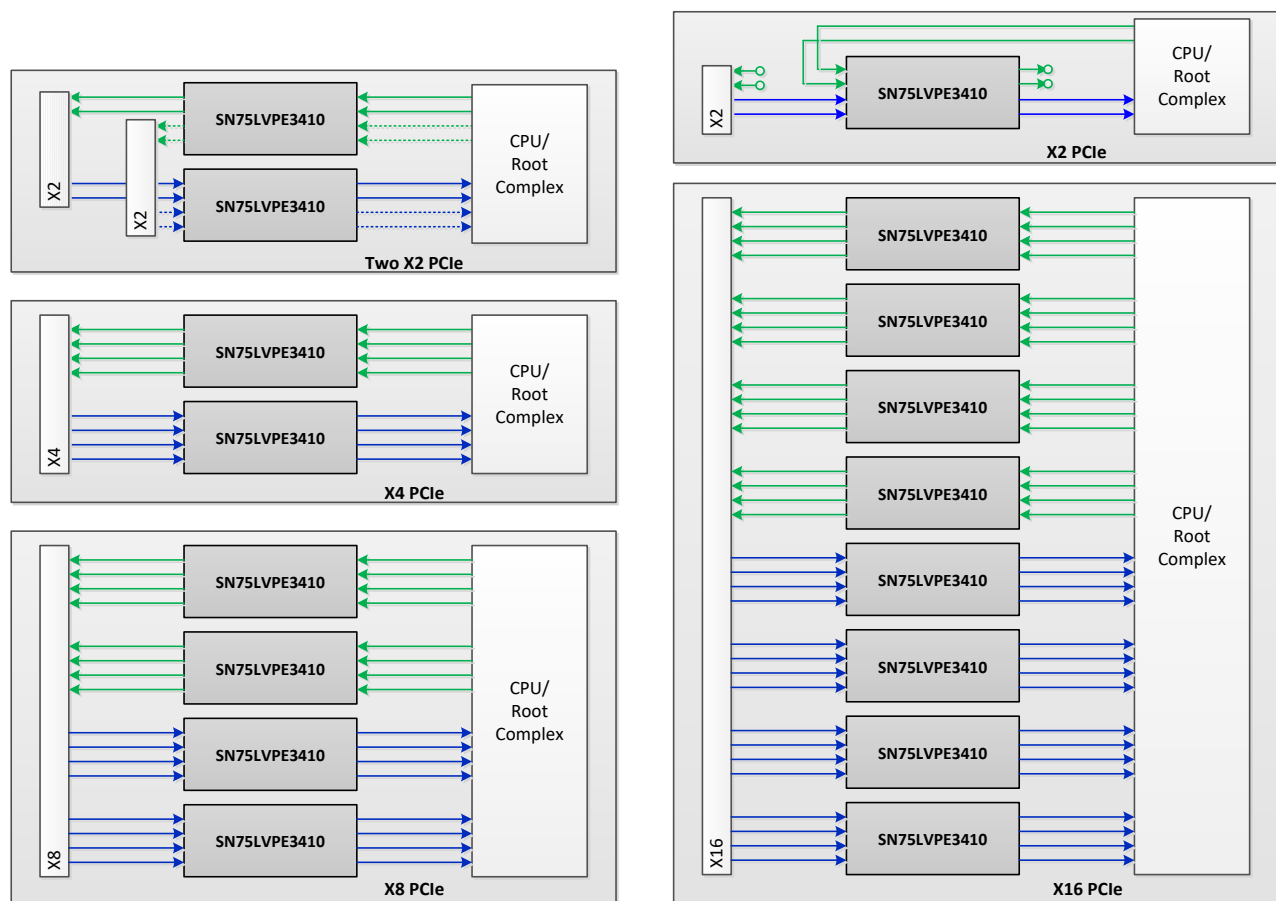 SN75LVPE3410
X2
X2
SN75LVPE3410
CPU/
Root
Complex
Two X2 PCIe
X4
SN75LVPE3410
SN75LVPE3410
CPU/
Root
Complex
X4 PCIe
X8
SN75LVPE3410
SN75LVPE3410
SN75LVPE3410
SN75LVPE3410
CPU/
Root
Complex
X8 PCIe
X2
SN75LVPE3410
CPU/
Root
Complex
X2 PCIe
X16
SN75LVPE3410
SN75LVPE3410
SN75LVPE3410
SN75LVPE3410
SN75LVPE3410
SN75LVPE3410
SN75LVPE3410
SN75LVPE3410
CPU/
Root
Complex
X16 PCIe